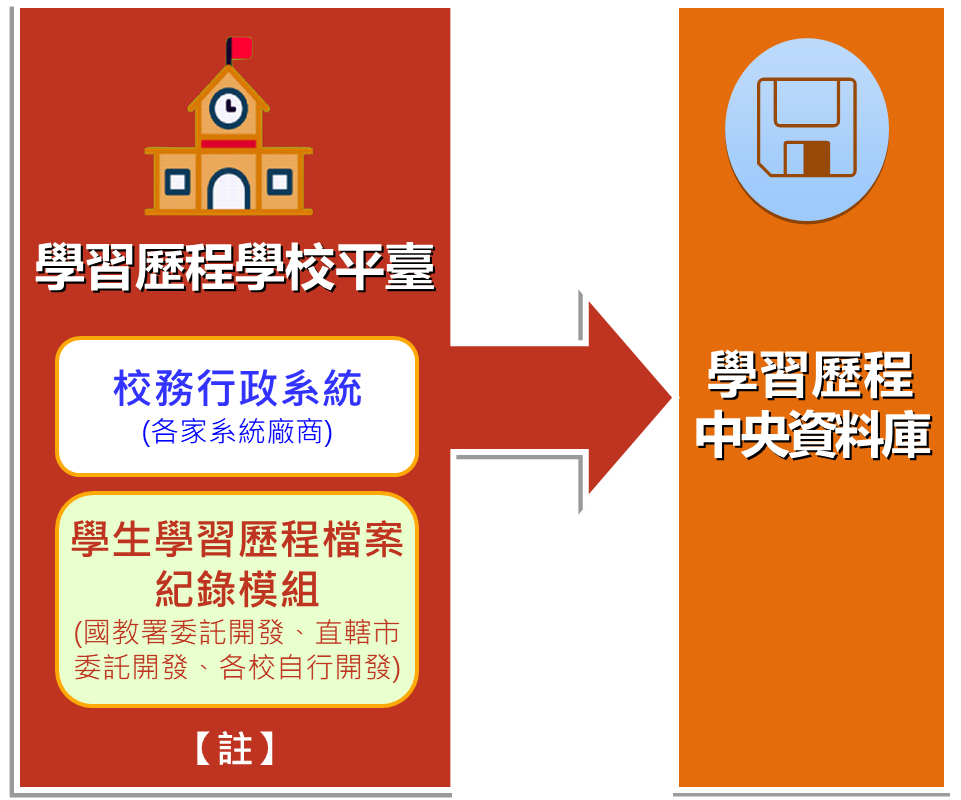 學習歷程學校平臺
校務行政系統
(各家系統廠商)
學生學習歷程檔案
紀錄模組
(國教署委託開發、直轄市
委託開發、各校自行開發)
【註】
學習歷程
中央資料庫